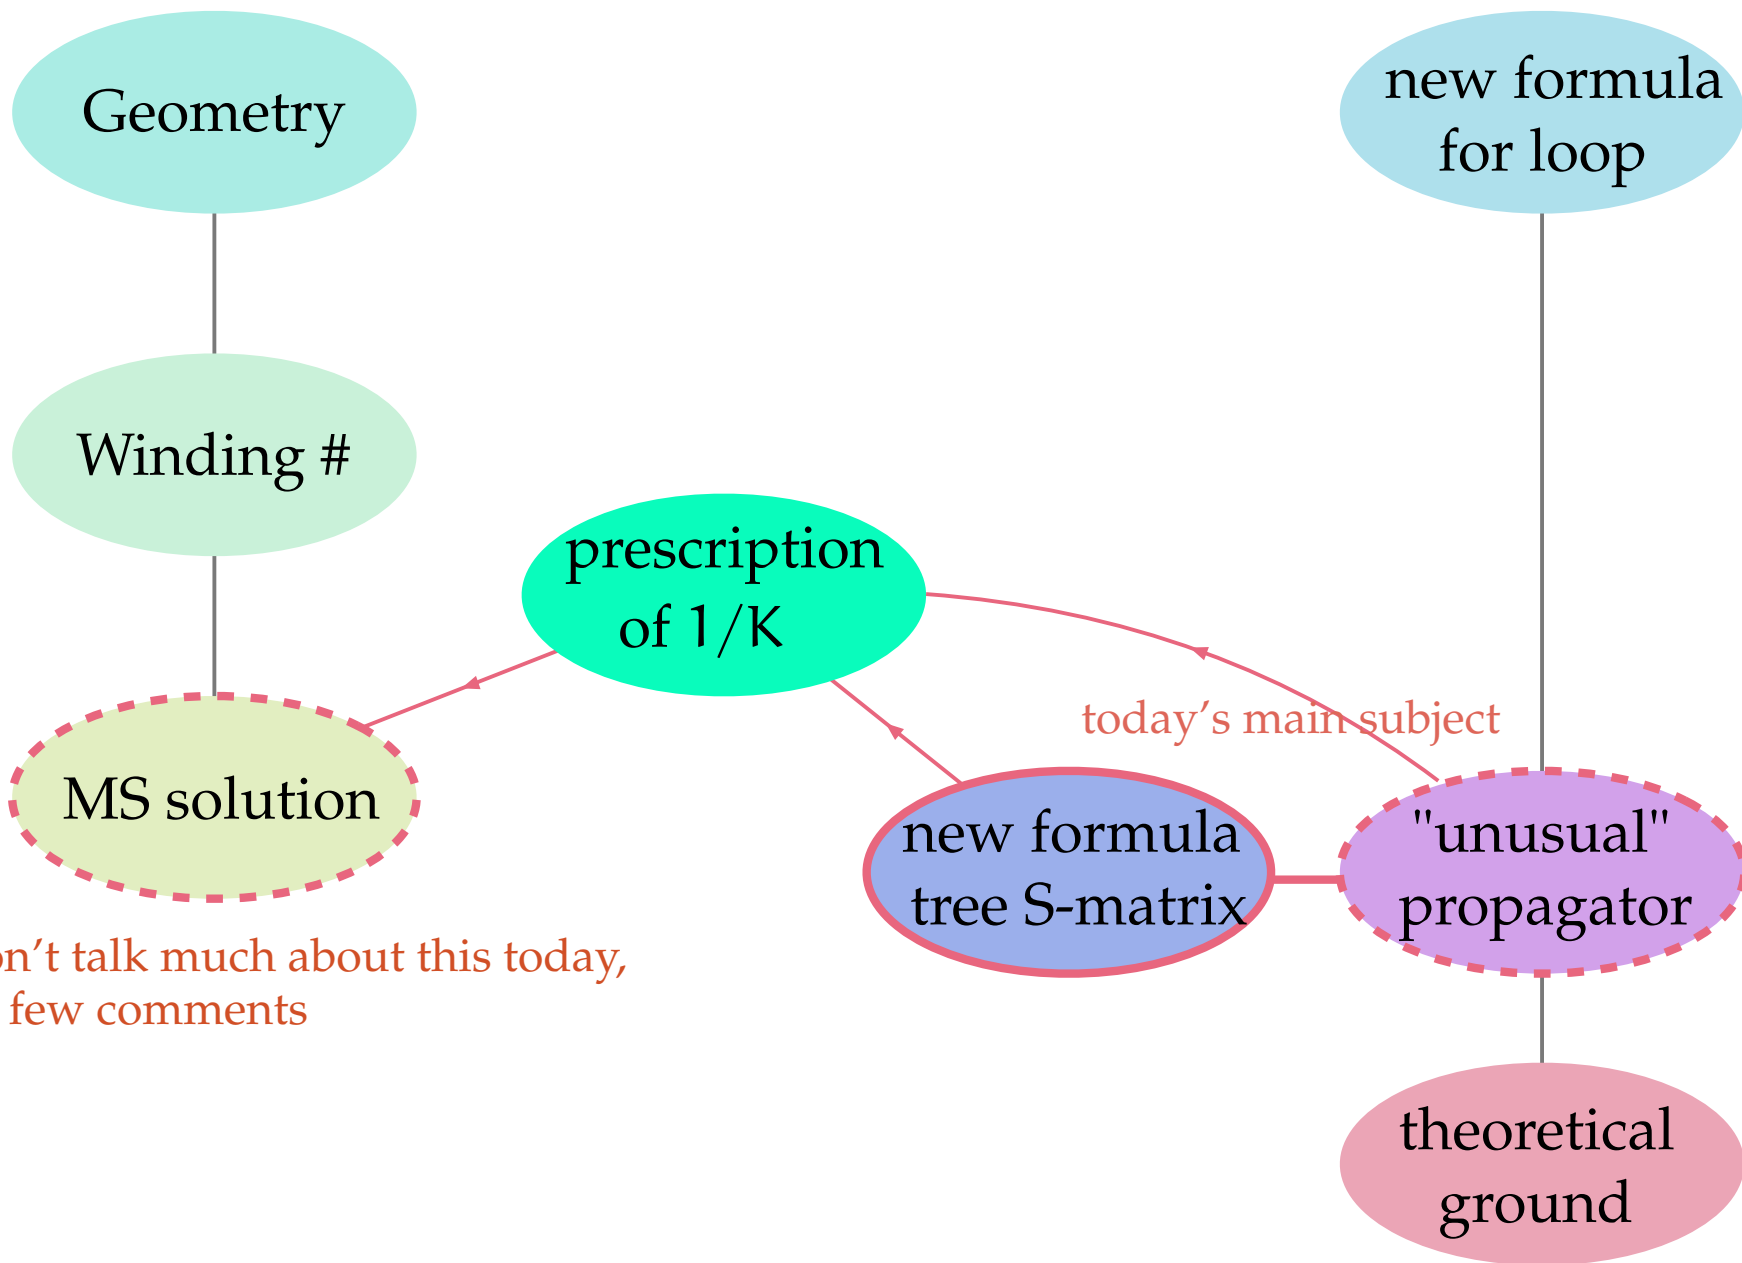 Geometry
new formula
for loop
Winding #
prescription
of 1/K
today's main subject
MS solution
new formula
tree S-matrix
"unusual"
propagator
talk much about this today,
few comments
theoretical
ground